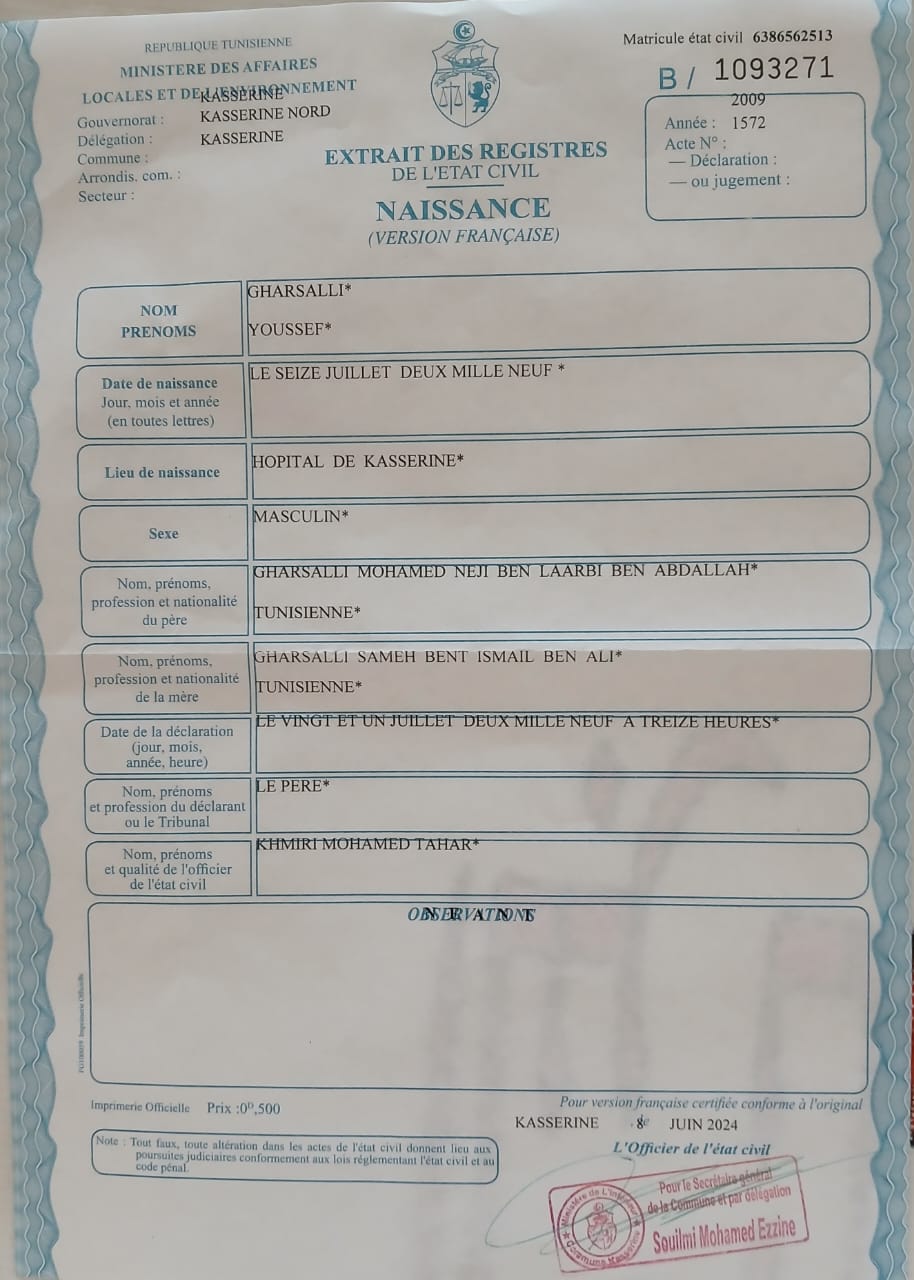 REPUBLIQUE TUNISIENNE
MINISTERE DES AFFAIRES
LOCALES ET DE L'ENVIRONNEMENT
Gouvernorat : KASSERINE
Délégation : KASSERINE NORD
Commune : KASSERINE
Arrondis. com. :
Secteur :
Matricule état civil 6386562513
B / 1093271
2009
Année : 1572
Acte N° :
— Déclaration :
— ou jugement :
EXTRAIT DES REGISTRES
DE L'ETAT CIVIL
NAISSANCE
(VERSION FRANÇAISE)
NOM
PRENOMS
GHARSALLI*
YOUSSEF*
Date de naissance
Jour, mois et année
(en toutes lettres)
LE SEIZE JUILLET DEUX MILLE NEUF *
Lieu de naissance
HOPITAL DE KASSERINE*
Sexe
MASCULIN*
Nom, prénoms,
profession et nationalité
du père
GHARSALLI MOHAMED NEJI BEN LAARBI BEN ABDALLAH*
TUNISIENNE*
Nom, prénoms,
profession et nationalité
de la mère
GHARSALLI SAMEH BENT ISMAIL BEN ALI*
TUNISIENNE*
Date de la déclaration
(jour, mois,
année, heure)
LE VINGT ET UN JUILLET DEUX MILLE NEUF A TREIZE HEURES*
Nom, prénoms
et profession du déclarant
ou le Tribunal
LE PERE*
Nom, prénoms
et qualité de l'officier
de l'état civil
KHMIRI MOHAMED TAHAR*
OBSERVATIONS
N E A N T
Imprimerie Officielle
Imprimerie Officielle Prix :0ᴰ,500
Note : Tout faux, toute altération dans les actes de l'état civil donnent lieu aux
poursuites judiciaires conformement aux lois réglementant l'état civil et au
code pénal.
Pour version française certifiée conforme à l'original
KASSERINE , le 8 JUIN 2024
L'Officier de l'état civil
Pour le Secrétaire général
de la Commune et par délégation
Souilmi Mohamed Ezzine
Ministère de L'Intérieur
Commune Kasserine